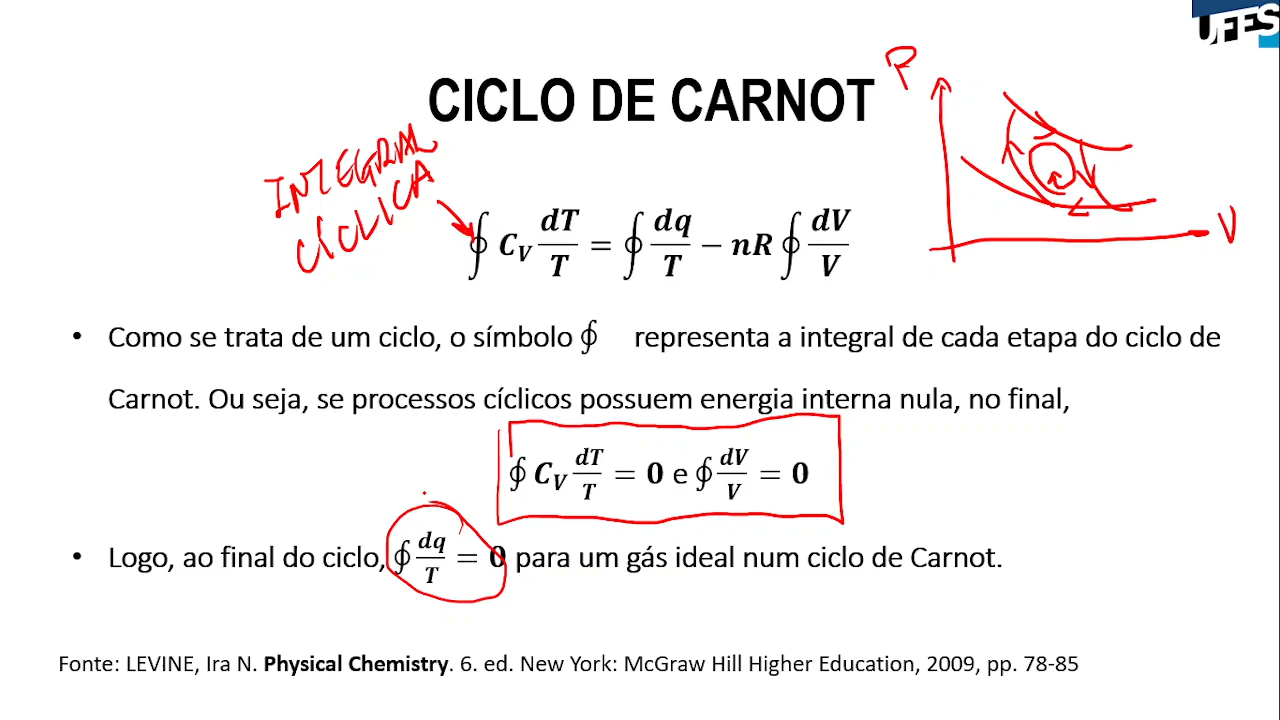 UFES
CICLO DE CARNOT
P
V
INTEGRAL
CÍCLICA
∮ C_V dT/T = ∮ dq/T − nR ∮ dV/V
• Como se trata de um ciclo, o símbolo ∮ representa a integral de cada etapa do ciclo de
Carnot. Ou seja, se processos cíclicos possuem energia interna nula, no final,
∮ C_V dT/T = 0 e ∮ dV/V = 0
• Logo, ao final do ciclo, ∮ dq/T = 0 para um gás ideal num ciclo de Carnot.
Fonte: LEVINE, Ira N. Physical Chemistry. 6. ed. New York: McGraw Hill Higher Education, 2009, pp. 78-85